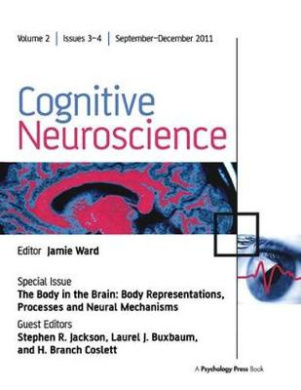 Volume 2 | Issues 3–4 | September–December 2011
Cognitive
Neuroscience
Editor Jamie Ward
Special Issue
The Body in the Brain: Body Representations,
Processes and Neural Mechanisms
Guest Editors
Stephen R. Jackson, Laurel J. Buxbaum,
and H. Branch Coslett
A Psychology Press Book